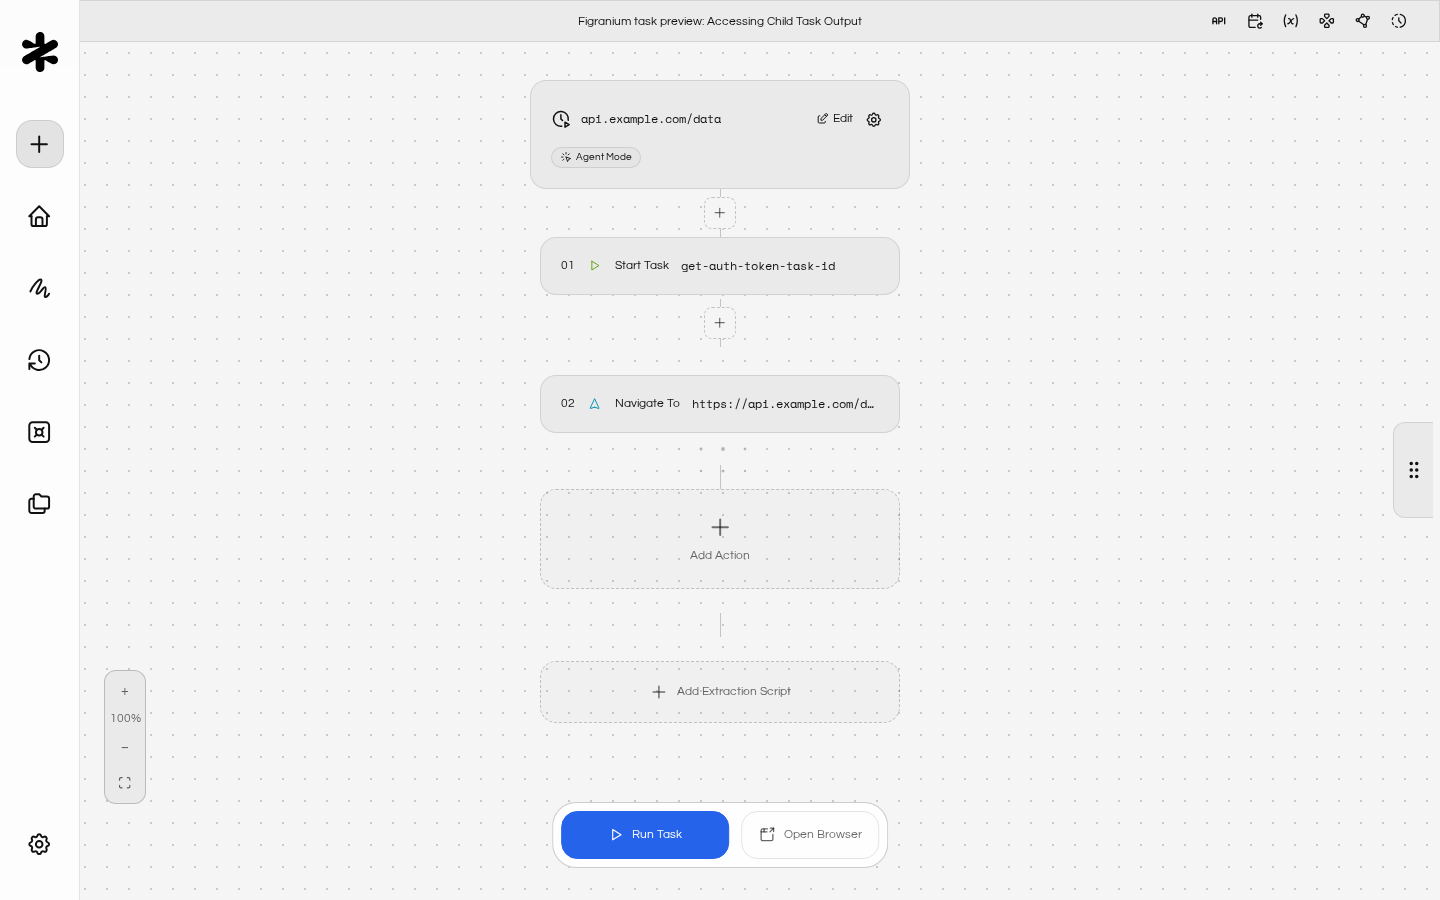 Figranium task preview: Accessing Child Task Output
API
(x)
api.example.com/data
Edit
Agent Mode
01 Start Task get-auth-token-task-id
02 Navigate To https://api.example.com/d…
Add Action
Add Extraction Script
+
100%
−
Run Task
Open Browser